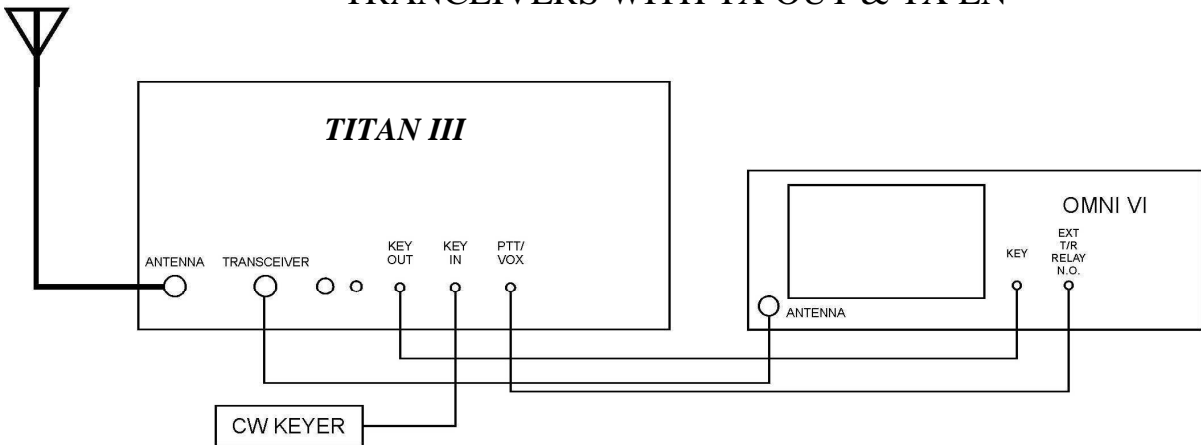 TRANCEIVERS WITH TX OUT & TX EN
TITAN III
ANTENNA
TRANSCEIVER
KEY
OUT
KEY
IN
PTT/
VOX
OMNI VI
KEY
EXT
T/R
RELAY
N.O.
ANTENNA
CW KEYER